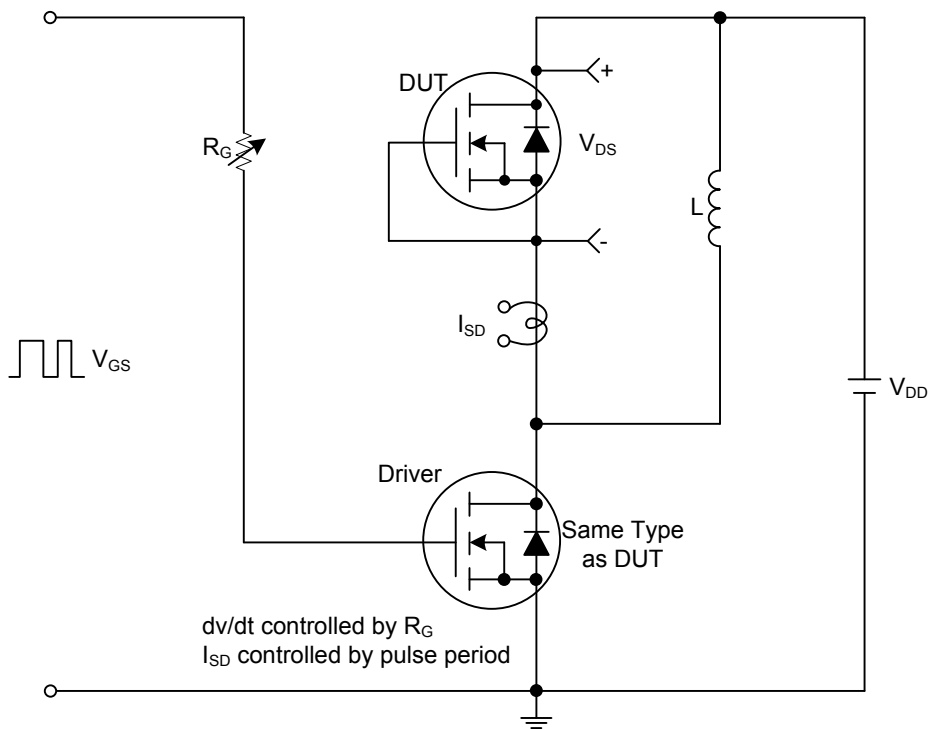 DUT
+
R_G
V_DS
L
-
I_SD
V_GS
V_DD
Driver
Same Type
as DUT
dv/dt controlled by R_G
I_SD controlled by pulse period